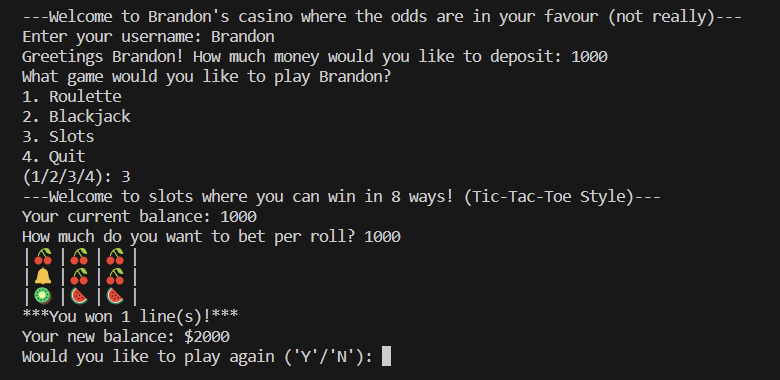 ---Welcome to Brandon's casino where the odds are in your favour (not really)---
Enter your username: Brandon
Greetings Brandon! How much money would you like to deposit: 1000
What game would you like to play Brandon?
1. Roulette
2. Blackjack
3. Slots
4. Quit
(1/2/3/4): 3
---Welcome to slots where you can win in 8 ways! (Tic-Tac-Toe Style)---
Your current balance: 1000
How much do you want to bet per roll? 1000
|🍒|🍒|🍒|
|🔔|🍒|🍒|
|🥝|🍉|🍉|
***You won 1 line(s)!***
Your new balance: $2000
Would you like to play again ('Y'/'N'):